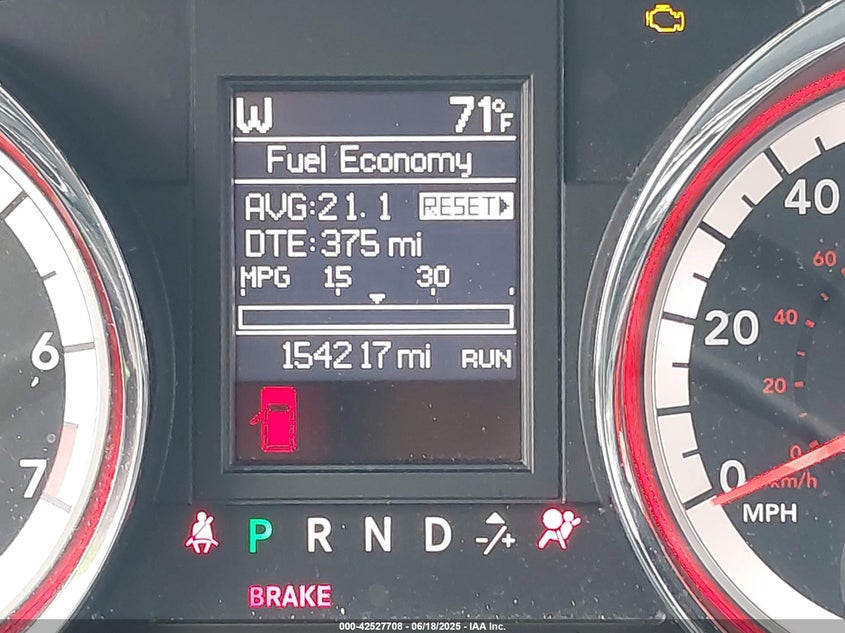 W 71°F
Fuel Economy
AVG:21.1 RESET
DTE:375 mi
MPG 15 30
154217 mi RUN
P R N D -/+
BRAKE
6
7
40
20
0
MPH
60
40
20
0
km/h
000-42527708 - 06/18/2025 - IAA Inc.